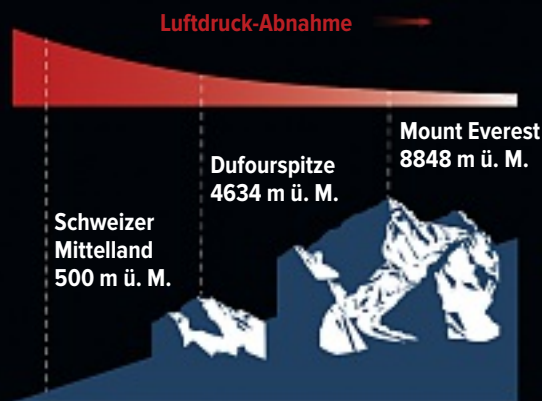 Luftdruck-Abnahme
Mount Everest
8848 m ü. M.
Dufourspitze
4634 m ü. M.
Schweizer
Mittelland
500 m ü. M.